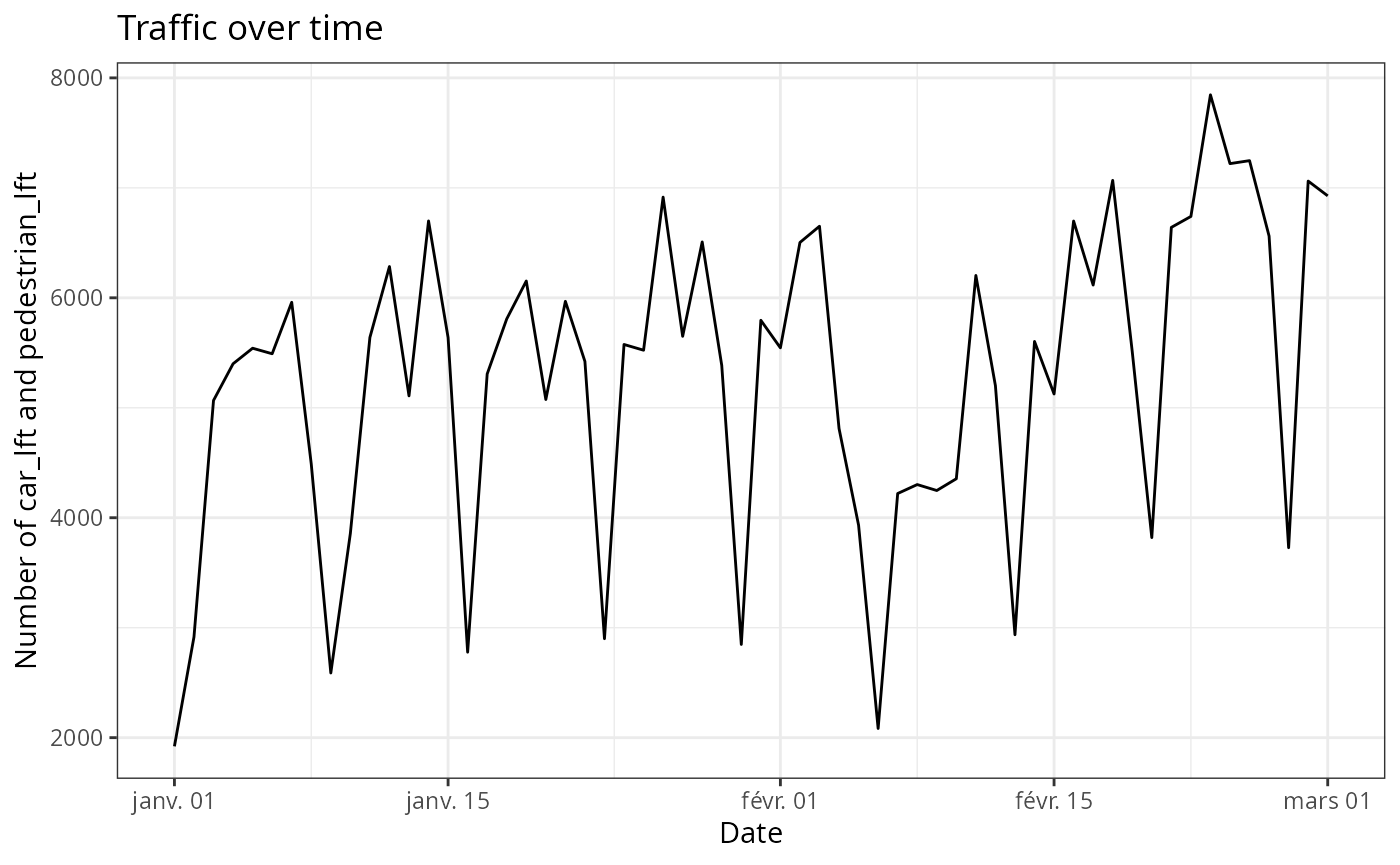 Traffic over time
Number of car_lft and pedestrian_lft
8000
6000
4000
2000
janv. 01
janv. 15
févr. 01
févr. 15
mars 01
Date